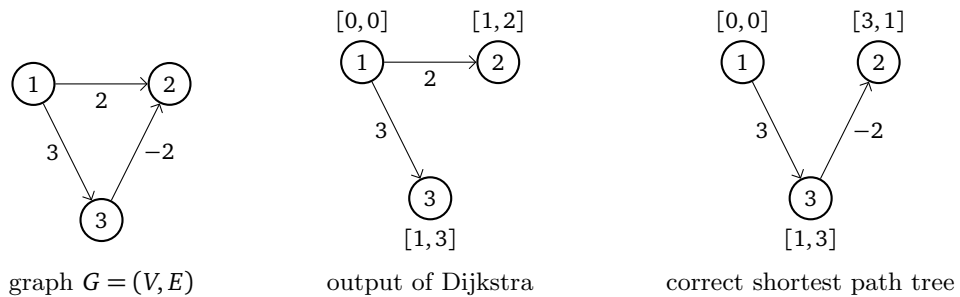 [0,0] [1,2] [0,0] [3,1]
1 2 1 2 1 2
2 2
3 −2 3 3 −2
3 3 3
[1,3] [1,3]
graph G = (V, E) output of Dijkstra correct shortest path tree